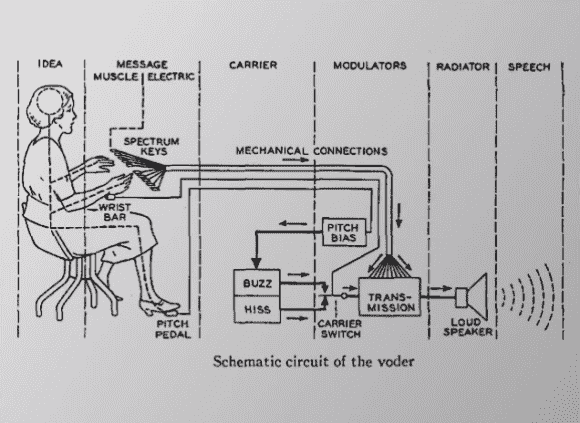 IDEA
MESSAGE
MUSCLE ELECTRIC
CARRIER
MODULATORS
RADIATOR
SPEECH
SPECTRUM
KEYS
MECHANICAL CONNECTIONS
WRIST
BAR
PITCH
BIAS
BUZZ
HISS
TRANS-
MISSION
CARRIER
SWITCH
LOUD
SPEAKER
PITCH
PEDAL
Schematic circuit of the voder